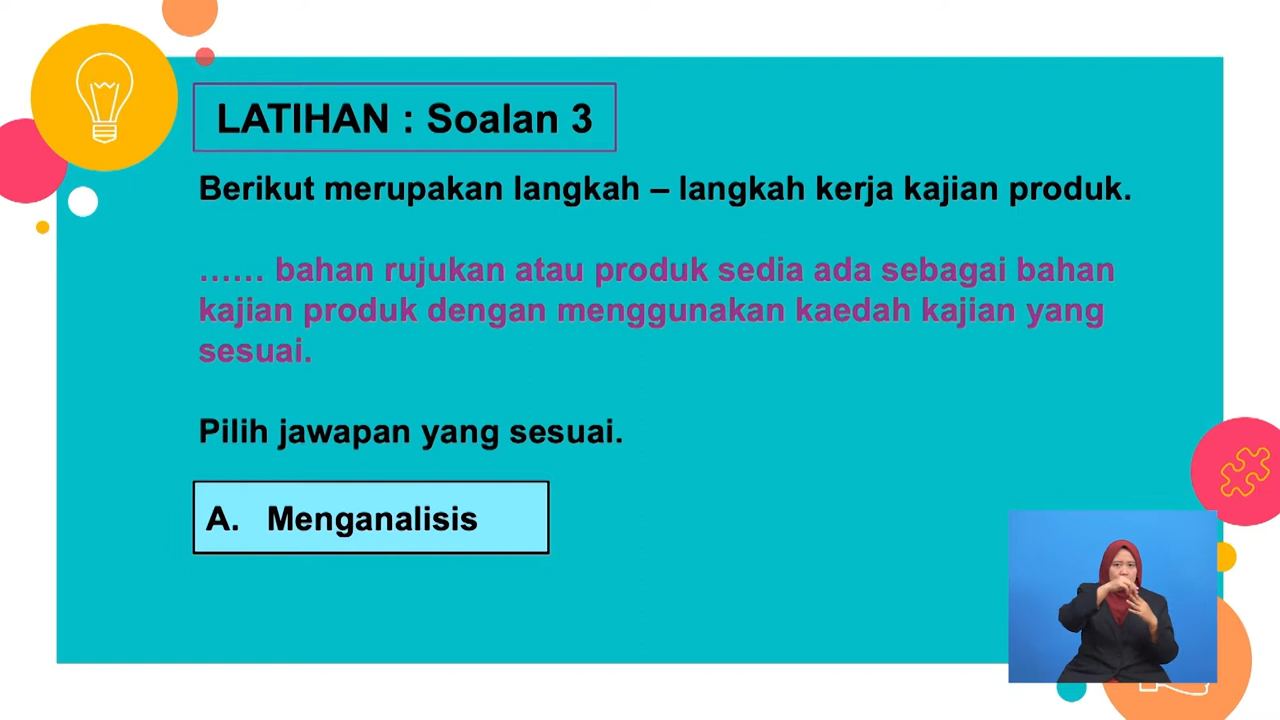 LATIHAN : Soalan 3
Berikut merupakan langkah – langkah kerja kajian produk.
…… bahan rujukan atau produk sedia ada sebagai bahan
kajian produk dengan menggunakan kaedah kajian yang
sesuai.
Pilih jawapan yang sesuai.
A. Menganalisis